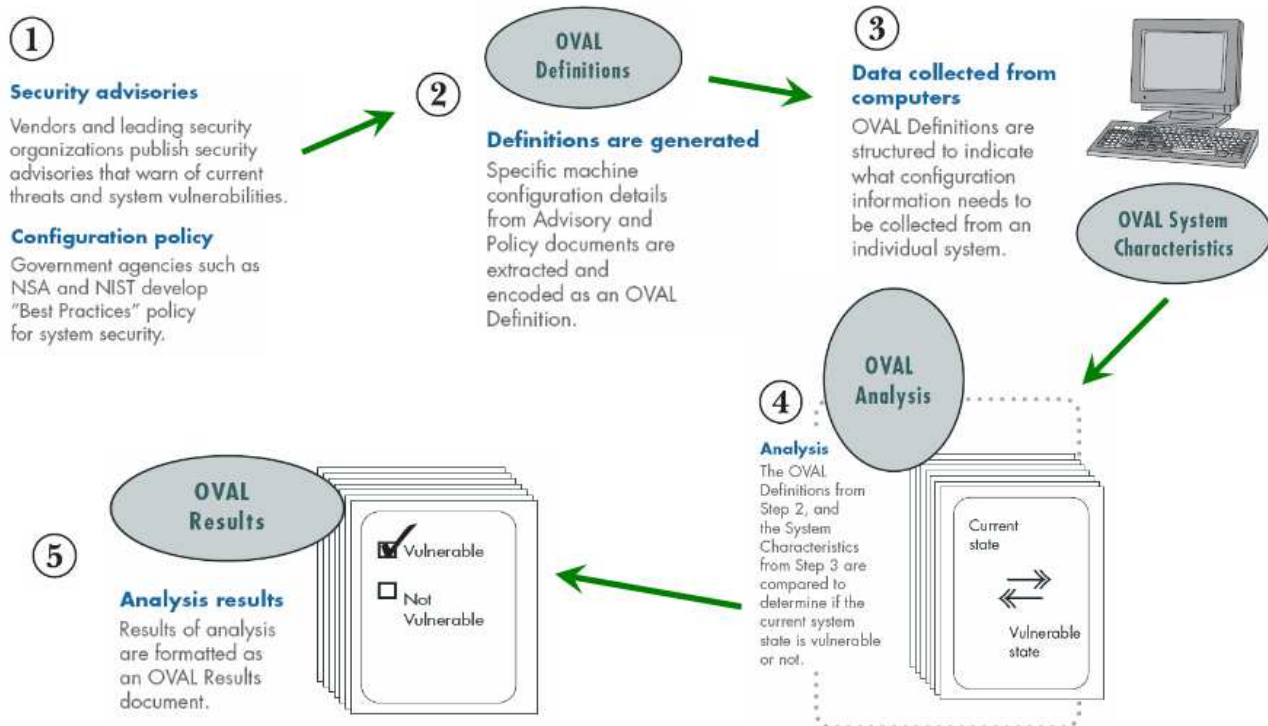 1
Security advisories
Vendors and leading security
organizations publish security
advisories that warn of current
threats and system vulnerabilities.
Configuration policy
Government agencies such as
NSA and NIST develop
"Best Practices" policy
for system security.
2
OVAL
Definitions
Definitions are generated
Specific machine
configuration details
from Advisory and
Policy documents are
extracted and
encoded as an OVAL
Definition.
3
Data collected from
computers
OVAL Definitions are
structured to indicate
what configuration
information needs to
be collected from an
individual system.
OVAL System
Characteristics
OVAL
Analysis
4
Analysis
The OVAL
Definitions from
Step 2, and
the System
Characteristics
from Step 3 are
compared to
determine if the
current system
state is vulnerable
or not.
Current
state
Vulnerable
state
OVAL
Results
5
Analysis results
Results of analysis
are formatted as
an OVAL Results
document.
Vulnerable
Not
Vulnerable